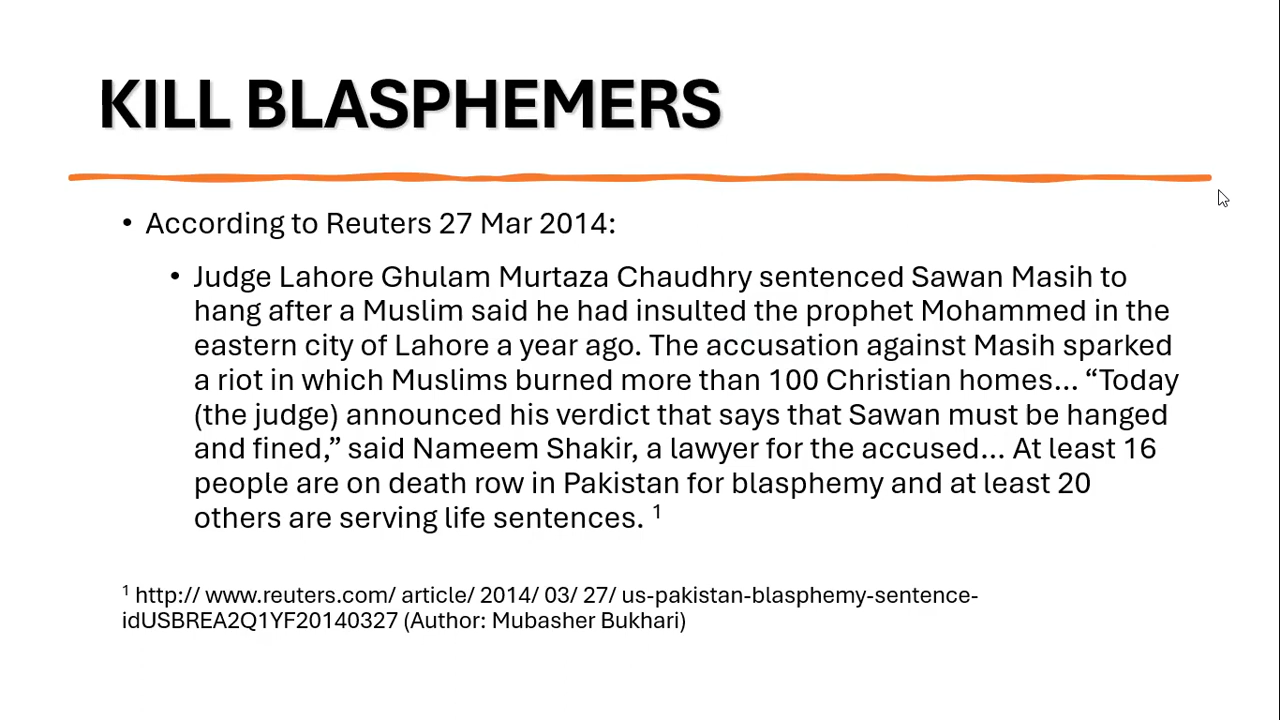 KILL BLASPHEMERS
• According to Reuters 27 Mar 2014:
• Judge Lahore Ghulam Murtaza Chaudhry sentenced Sawan Masih to
hang after a Muslim said he had insulted the prophet Mohammed in the
eastern city of Lahore a year ago. The accusation against Masih sparked
a riot in which Muslims burned more than 100 Christian homes... “Today
(the judge) announced his verdict that says that Sawan must be hanged
and fined,” said Nameem Shakir, a lawyer for the accused... At least 16
people are on death row in Pakistan for blasphemy and at least 20
others are serving life sentences. ¹
¹ http:// www.reuters.com/ article/ 2014/ 03/ 27/ us-pakistan-blasphemy-sentence-
idUSBREA2Q1YF20140327 (Author: Mubasher Bukhari)